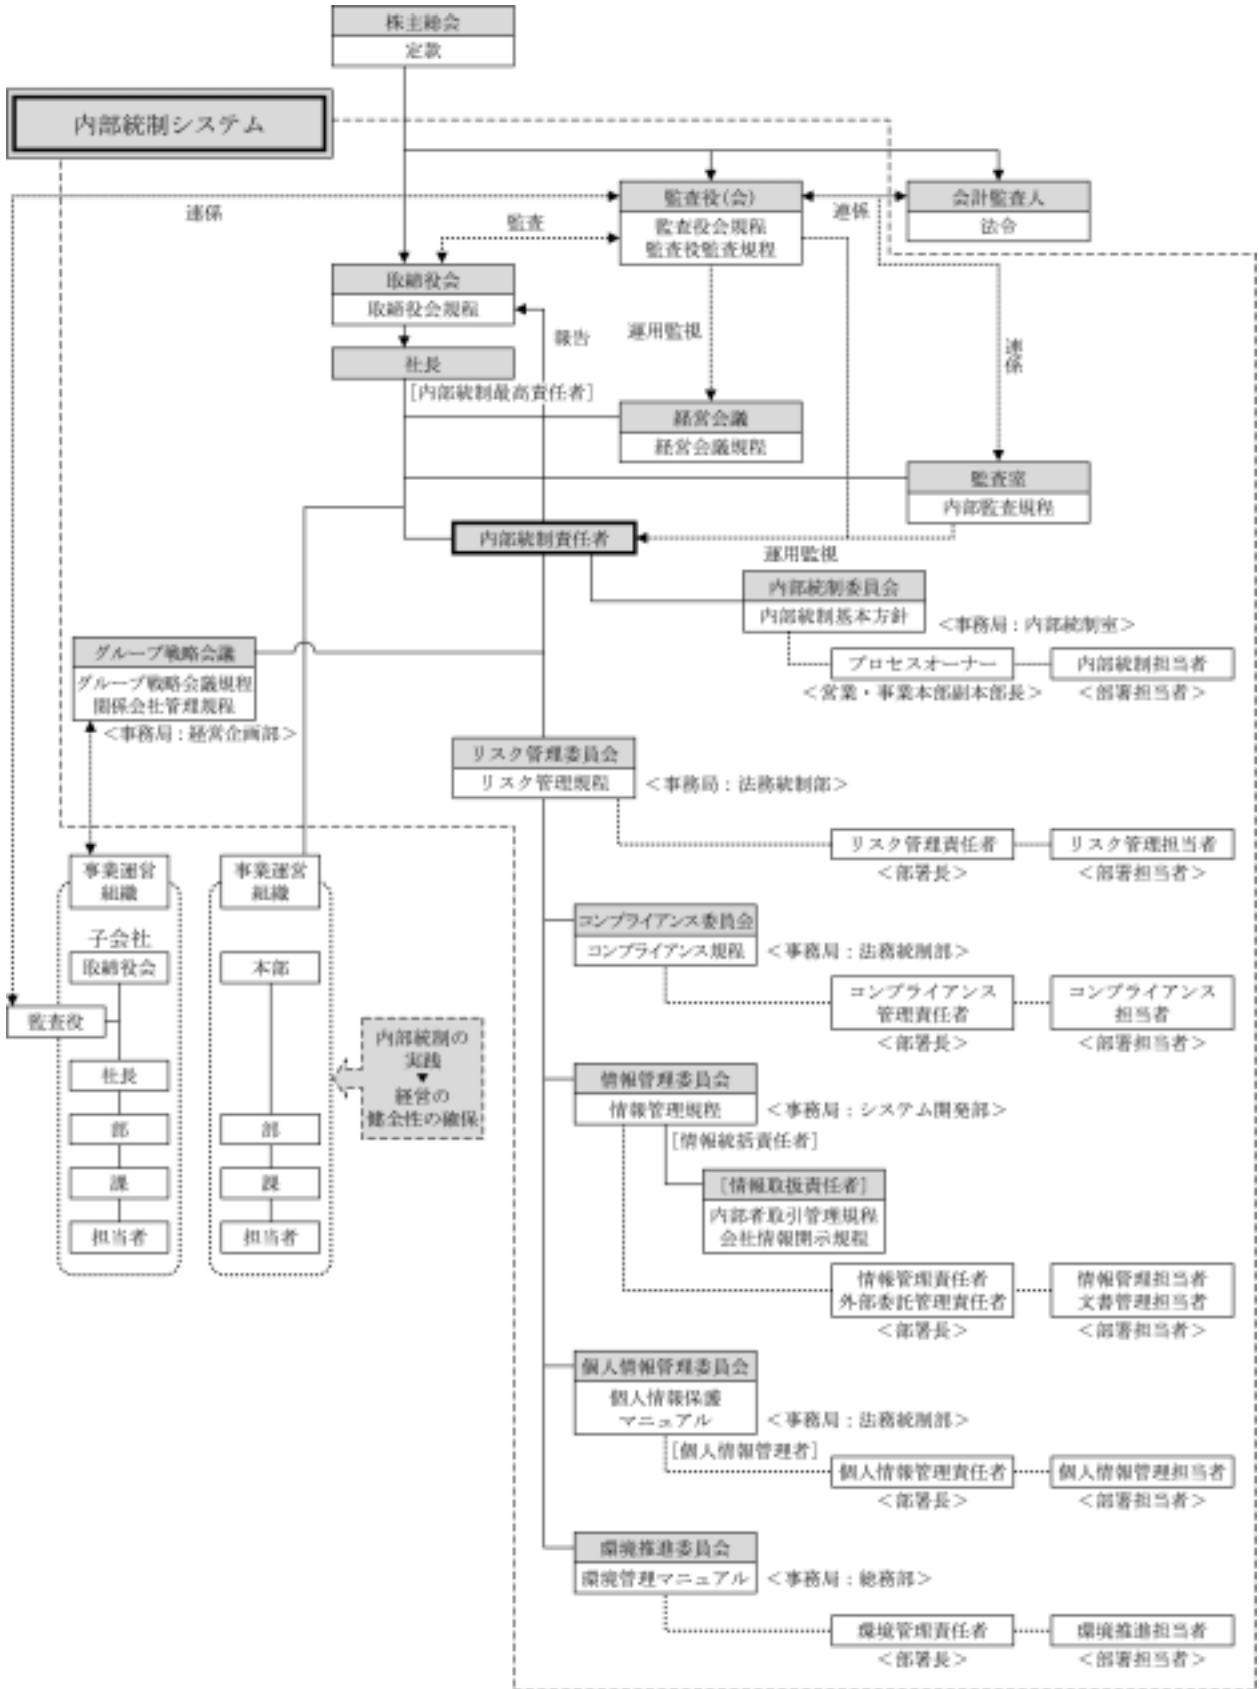 株主総会
定款
内部統制システム
監査役(会)
監査役会規程
監査役監査規程
会計監査人
法令
連係
連係
監査
取締役会
取締役会規程
報告
運用監視
連係
社長
[内部統制最高責任者]
経営会議
経営会議規程
監査室
内部監査規程
内部統制責任者
運用監視
内部統制委員会
内部統制基本方針
<事務局:内部統制室>
グループ戦略会議
グループ戦略会議規程
関係会社管理規程
<事務局:経営企画部>
プロセスオーナー
<営業・事業本部副本部長>
内部統制担当者
<部署担当者>
リスク管理委員会
リスク管理規程
<事務局:法務統制部>
リスク管理責任者
<部署長>
リスク管理担当者
<部署担当者>
事業運営
組織
子会社
取締役会
監査役
社長
部
課
担当者
事業運営
組織
本部
部
課
担当者
内部統制の
実践
▼
経営の
健全性の確保
コンプライアンス委員会
コンプライアンス規程
<事務局:法務統制部>
コンプライアンス
管理責任者
<部署長>
コンプライアンス
担当者
<部署担当者>
情報管理委員会
情報管理規程
<事務局:システム開発部>
[情報統括責任者]
[情報取扱責任者]
内部者取引管理規程
会社情報開示規程
情報管理責任者
外部委託管理責任者
<部署長>
情報管理担当者
文書管理担当者
<部署担当者>
個人情報管理委員会
個人情報保護
マニュアル
<事務局:法務統制部>
[個人情報管理者]
個人情報管理責任者
<部署長>
個人情報管理担当者
<部署担当者>
環境推進委員会
環境管理マニュアル
<事務局:総務部>
環境管理責任者
<部署長>
環境推進担当者
<部署担当者>